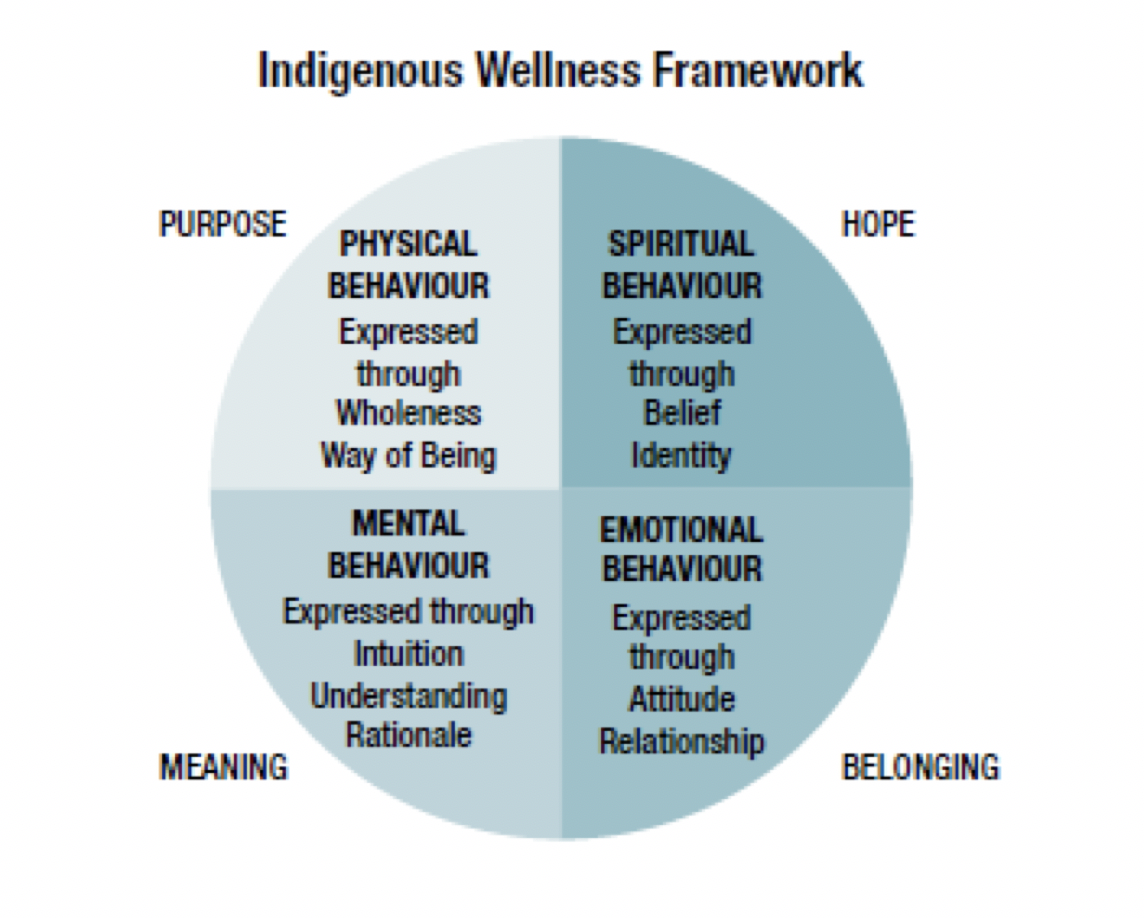 Indigenous Wellness Framework
PURPOSE
PHYSICAL
BEHAVIOUR
Expressed
through
Wholeness
Way of Being
HOPE
SPIRITUAL
BEHAVIOUR
Expressed
through
Belief
Identity
MENTAL
BEHAVIOUR
Expressed through
Intuition
Understanding
Rationale
MEANING
EMOTIONAL
BEHAVIOUR
Expressed
through
Attitude
Relationship
BELONGING